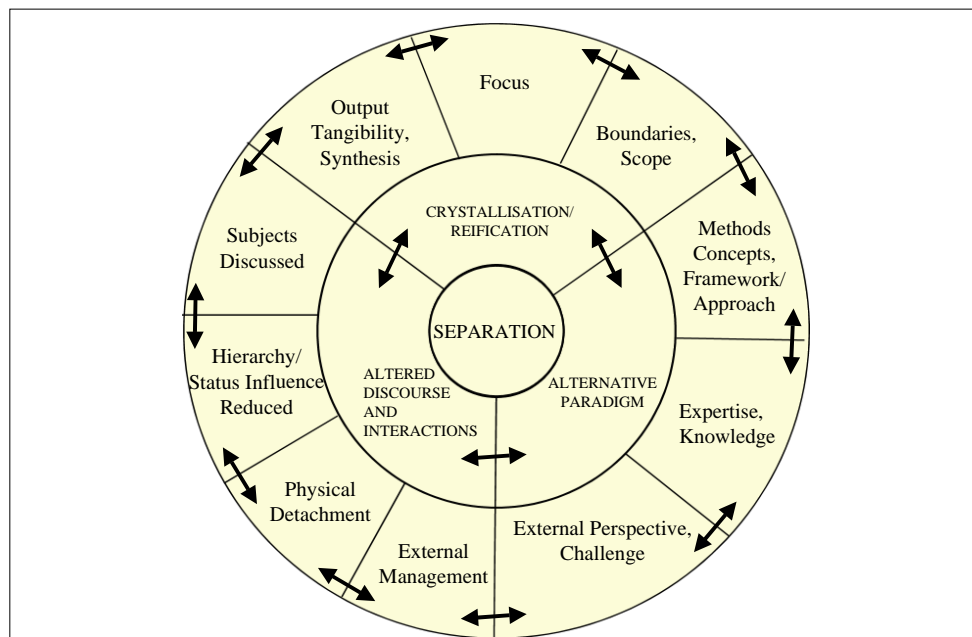 Focus
Output
Tangibility,
Synthesis
Boundaries,
Scope
Subjects
Discussed
CRYSTALLISATION/
REIFICATION
Methods
Concepts,
Framework/
Approach
SEPARATION
Hierarchy/
Status Influence
Reduced
ALTERED
DISCOURSE
AND
INTERACTIONS
ALTERNATIVE
PARADIGM
Expertise,
Knowledge
Physical
Detachment
External
Management
External Perspective,
Challenge